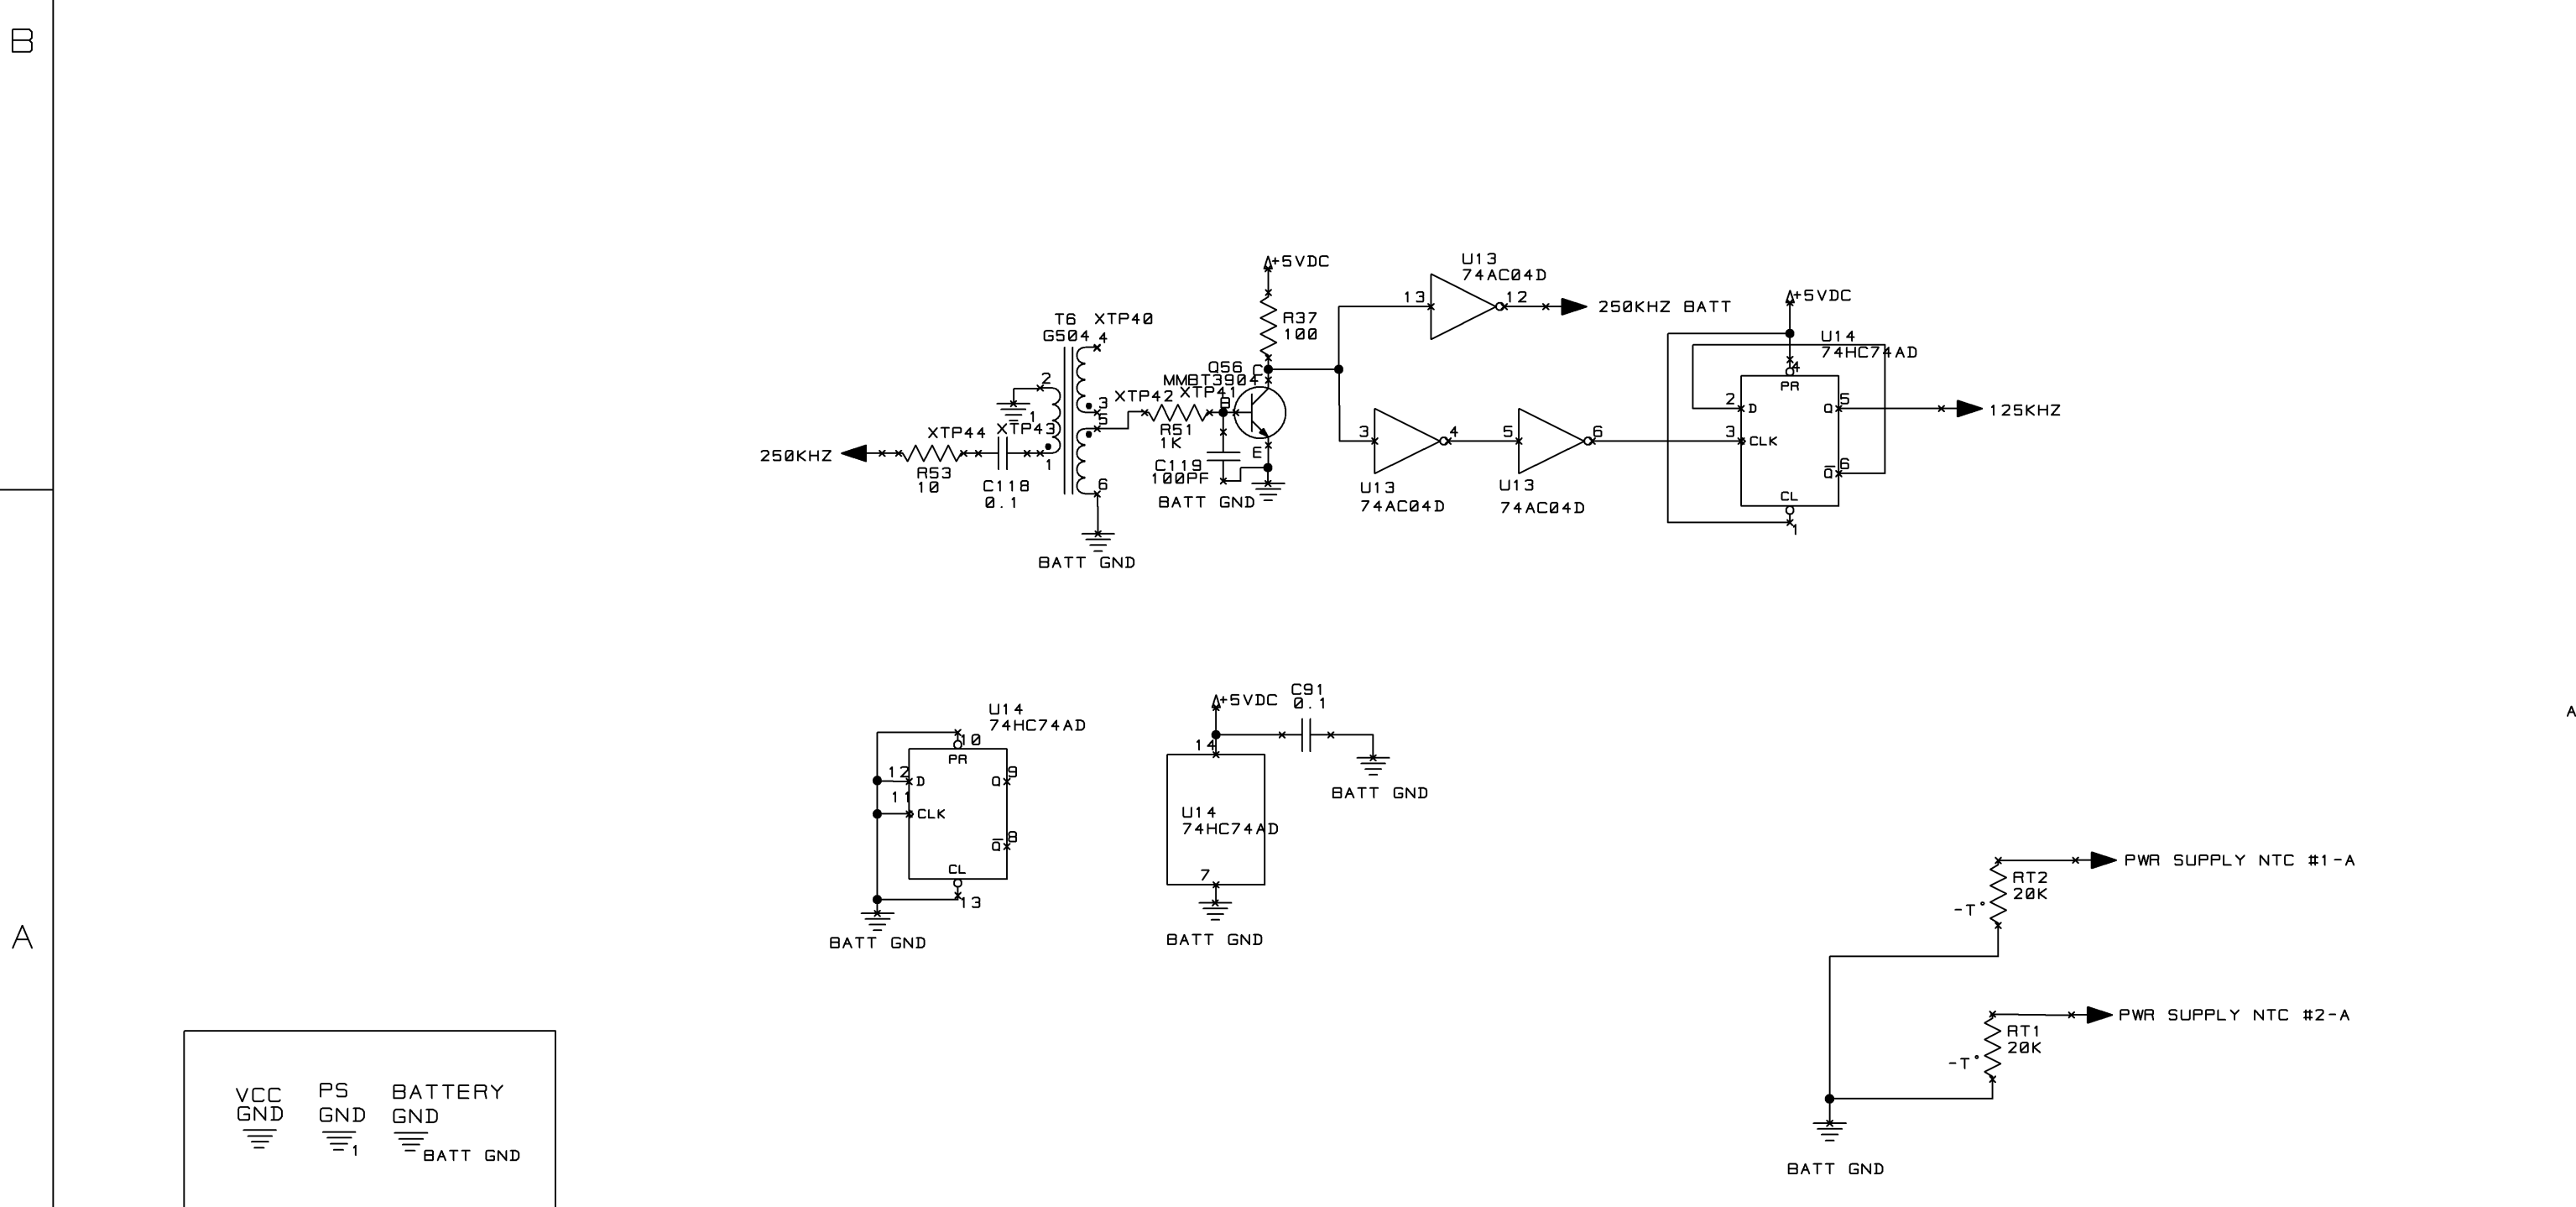 B
+5VDC
U13
74AC04D
13
12
250KHZ BATT
R37
100
+5VDC
U14
74HC74AD
4
PR
2
D
Q
5
125KHZ
3
CLK
Q
6
CL
1
T6
XTP40
G504
4
2
1
3
5
XTP42
XTP41
Q56
MMBT3904
C
B
E
R51
1K
C119
100PF
BATT GND
XTP44
XTP43
250KHZ
R53
10
C118
0.1
1
6
BATT GND
3
4
U13
74AC04D
5
6
U13
74AC04D
U14
74HC74AD
10
PR
12
D
Q
9
11
CLK
Q
8
CL
13
BATT GND
+5VDC
C91
0.1
14
U14
74HC74AD
7
BATT GND
BATT GND
A
PWR SUPPLY NTC #1-A
RT2
20K
-T°
PWR SUPPLY NTC #2-A
RT1
20K
-T°
BATT GND
A
VCC
GND
PS
GND
1
BATTERY
GND
BATT GND